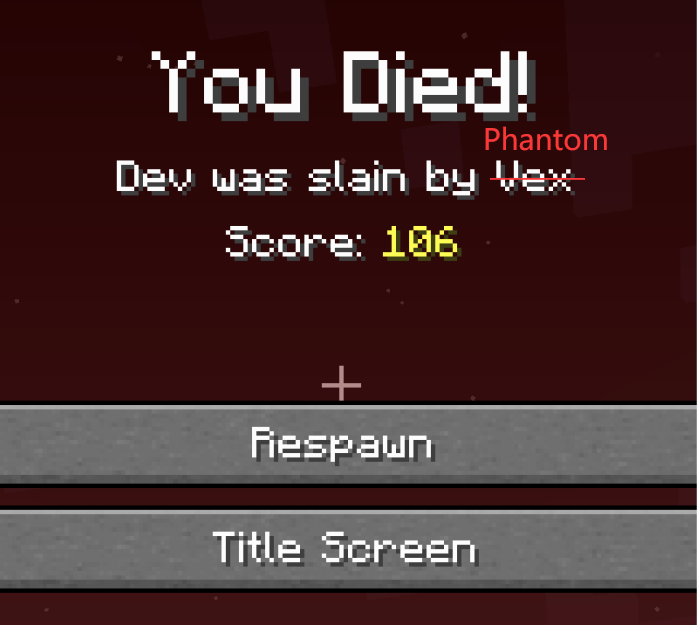 You Died!
Phantom
Dev was slain by Vex
Score: 106
Respawn
Title Screen